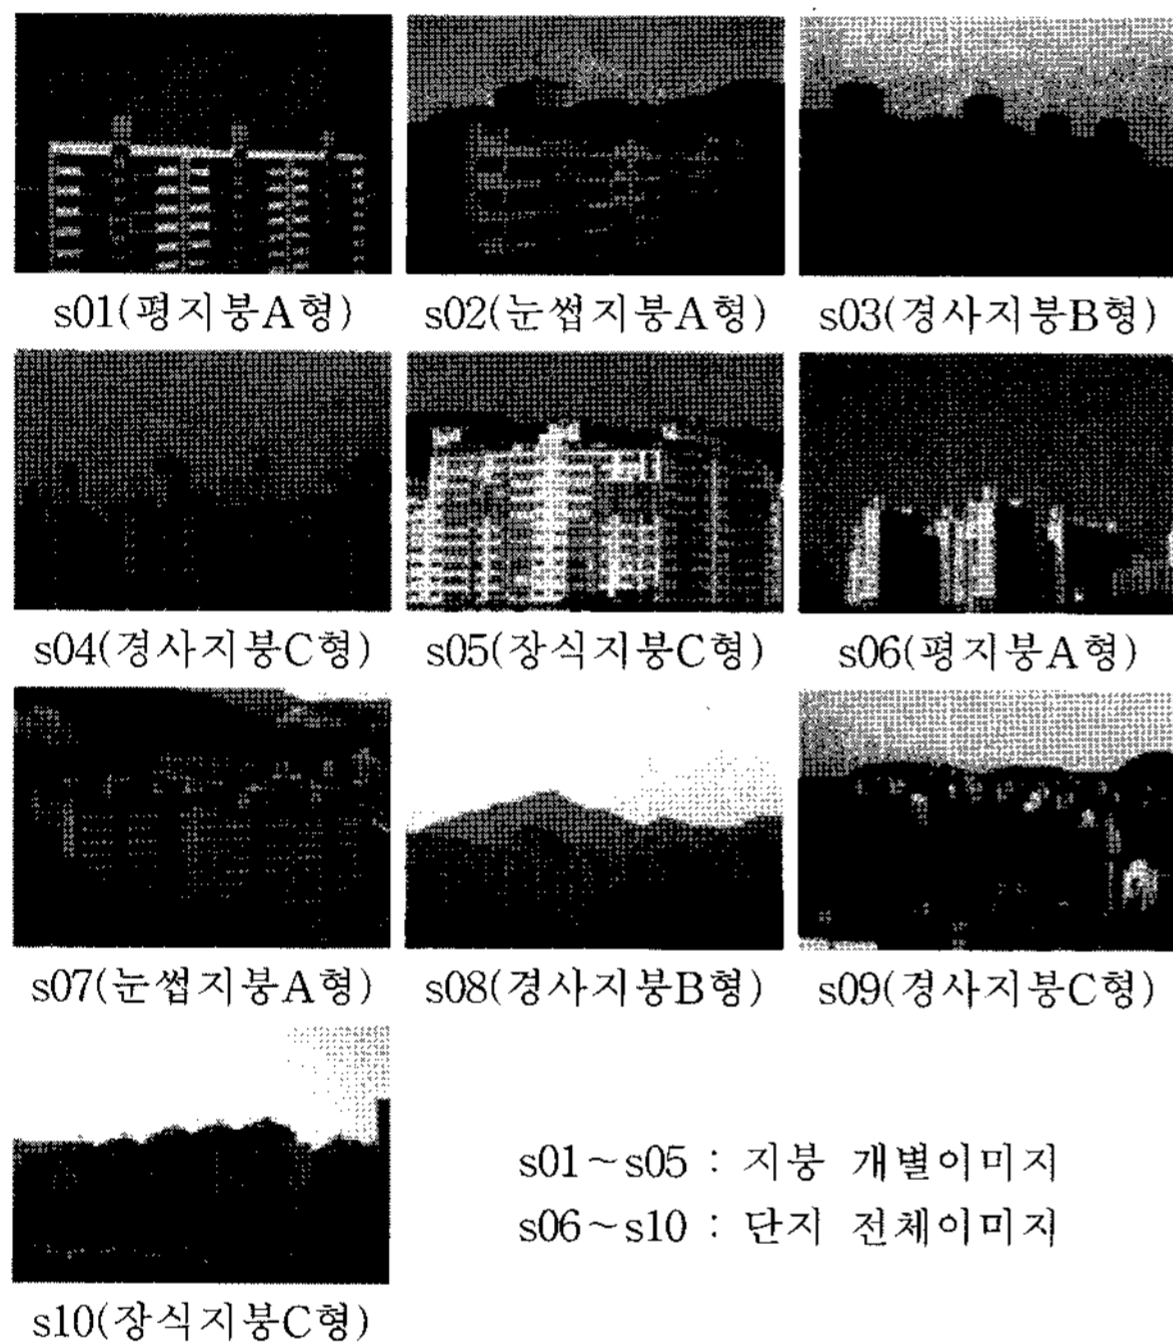 s01(평지붕A형) s02(눈썹지붕A형) s03(경사지붕B형)
s04(경사지붕C형) s05(장식지붕C형) s06(평지붕A형)
s07(눈썹지붕A형) s08(경사지붕B형) s09(경사지붕C형)
s01~s05 : 지붕 개별이미지
s06~s10 : 단지 전체이미지
s10(장식지붕C형)